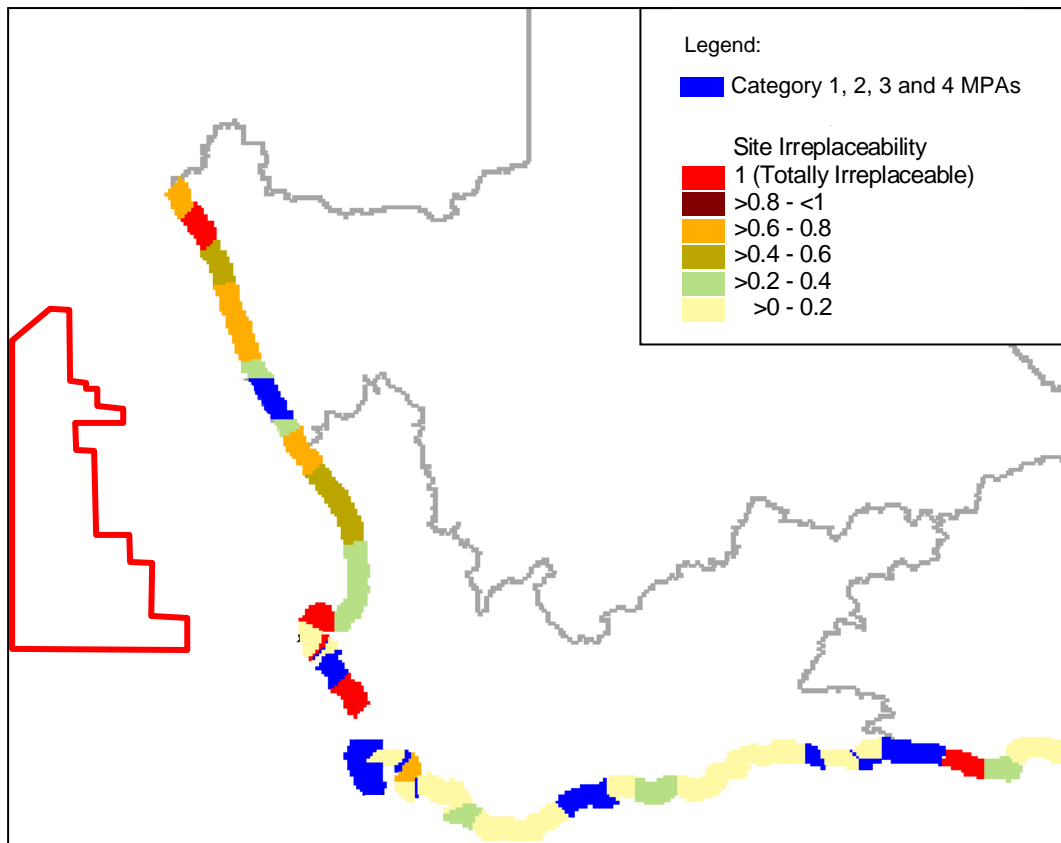 Legend:
Category 1, 2, 3 and 4 MPAs
Site Irreplaceability
1 (Totally Irreplaceable)
>0.8 - <1
>0.6 - 0.8
>0.4 - 0.6
>0.2 - 0.4
>0 - 0.2